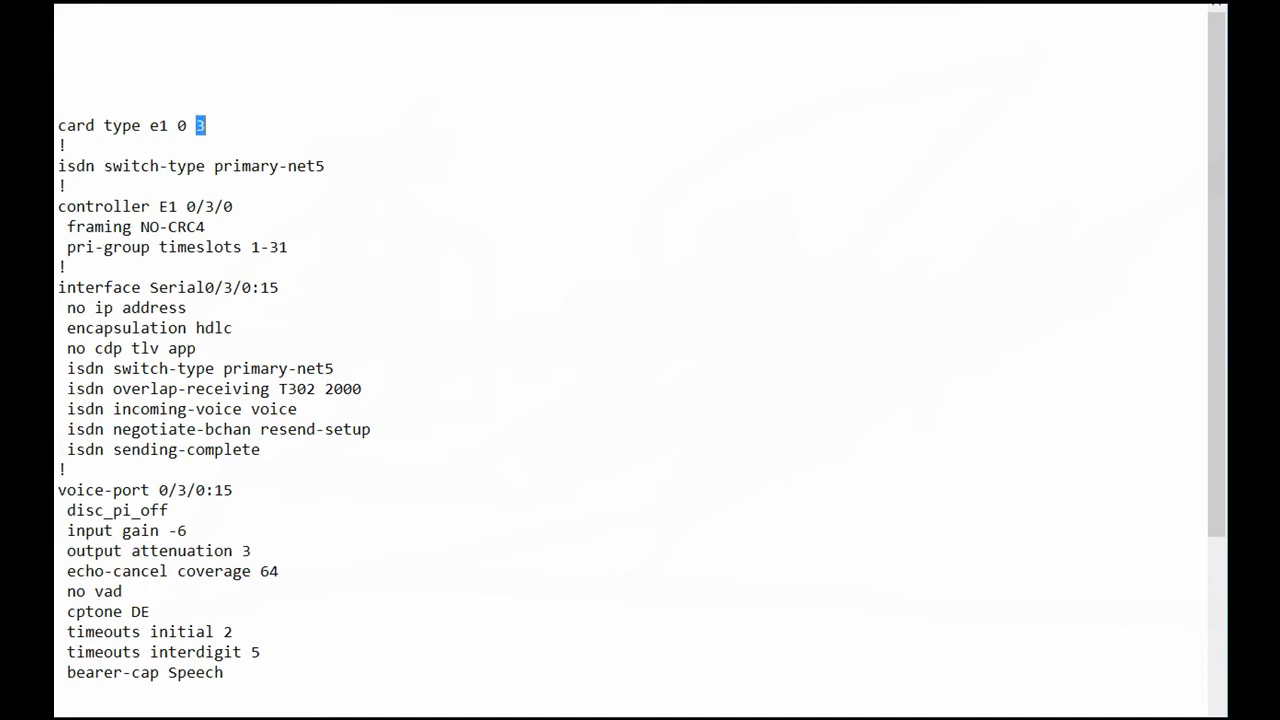 card type e1 0 3
!
isdn switch-type primary-net5
!
controller E1 0/3/0
framing NO-CRC4
pri-group timeslots 1-31
!
interface Serial0/3/0:15
no ip address
encapsulation hdlc
no cdp tlv app
isdn switch-type primary-net5
isdn overlap-receiving T302 2000
isdn incoming-voice voice
isdn negotiate-bchan resend-setup
isdn sending-complete
!
voice-port 0/3/0:15
disc_pi_off
input gain -6
output attenuation 3
echo-cancel coverage 64
no vad
cptone DE
timeouts initial 2
timeouts interdigit 5
bearer-cap Speech